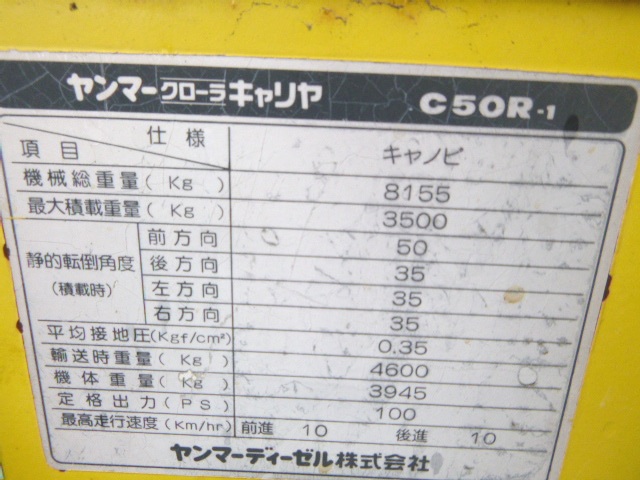 ヤンマークローラキャリヤ C50R-1
項目 仕様 キャノピ
機械総重量(Kg) 8155
最大積載重量(Kg) 3500
静的転倒角度(積載時) 前方向 50
後方向 35
左方向 35
右方向 35
平均接地圧(Kgf/cm²) 0.35
輸送時重量(Kg) 4600
機体重量(Kg) 3945
定格出力(PS) 100
最高走行速度(Km/hr) 前進 10 後進 10
ヤンマーディーゼル株式会社